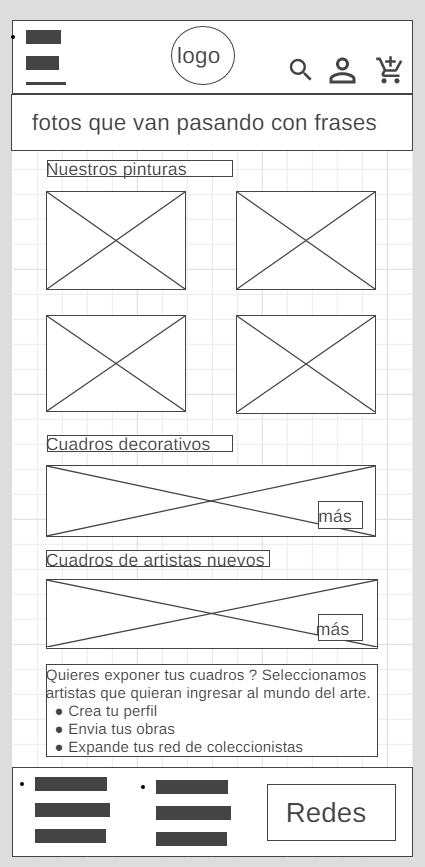 logo
fotos que van pasando con frases
Nuestros pinturas
Cuadros decorativos
más
Cuadros de artistas nuevos
más
Quieres exponer tus cuadros ? Seleccionamos
artistas que quieran ingresar al mundo del arte.
● Crea tu perfil
● Envia tus obras
● Expande tus red de coleccionistas
Redes